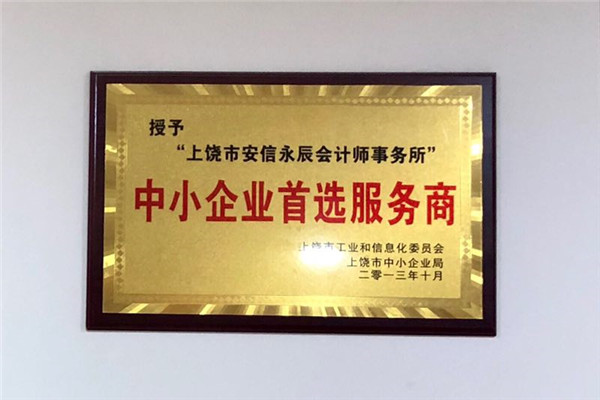 授予
“上饶市安信永辰会计师事务所”
中小企业首选服务商
上饶市工业和信息化委员会
上饶市中小企业局
二零一三年十月